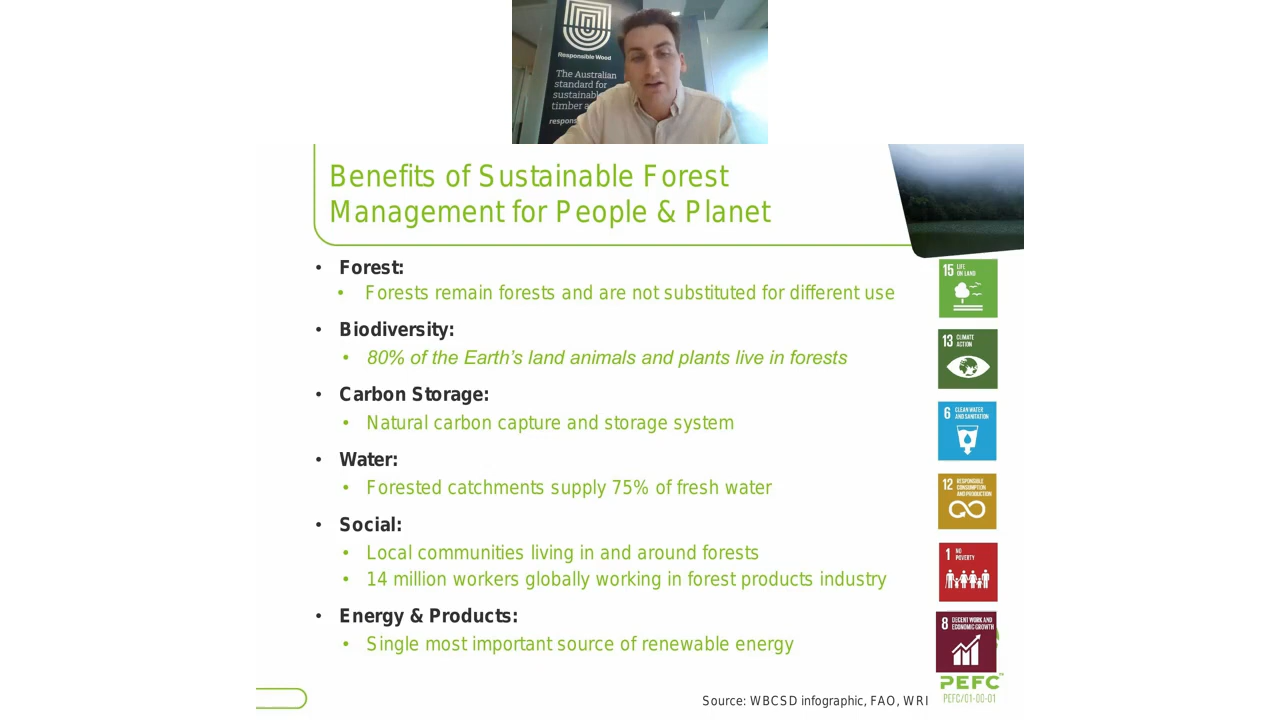 Responsible Wood
The Australian
standard for
sustainable
timber
respons
Benefits of Sustainable Forest
Management for People & Planet
• Forest:
• Forests remain forests and are not substituted for different use
• Biodiversity:
• 80% of the Earth's land animals and plants live in forests
• Carbon Storage:
• Natural carbon capture and storage system
• Water:
• Forested catchments supply 75% of fresh water
• Social:
• Local communities living in and around forests
• 14 million workers globally working in forest products industry
• Energy & Products:
• Single most important source of renewable energy
15 LIFE
ON LAND
13 CLIMATE
ACTION
6 CLEAN WATER
AND SANITATION
12 RESPONSIBLE
CONSUMPTION
AND PRODUCTION
1 NO
POVERTY
8 DECENT WORK AND
ECONOMIC GROWTH
PEFC
PEFC/01-00-01
Source: WBCSD infographic, FAO, WRI